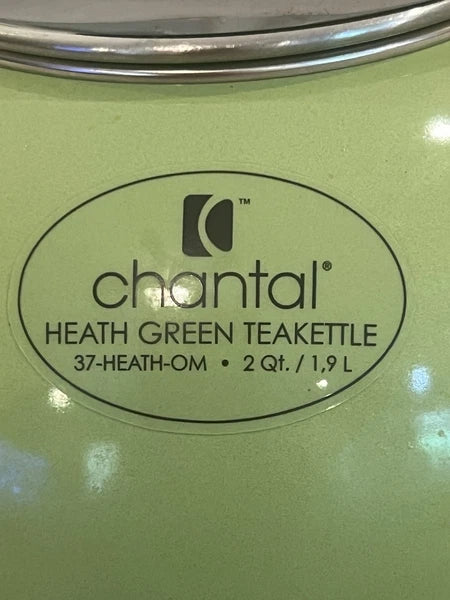 ™
chantal®
HEATH GREEN TEAKETTLE
37-HEATH-OM • 2 Qt. / 1,9 L